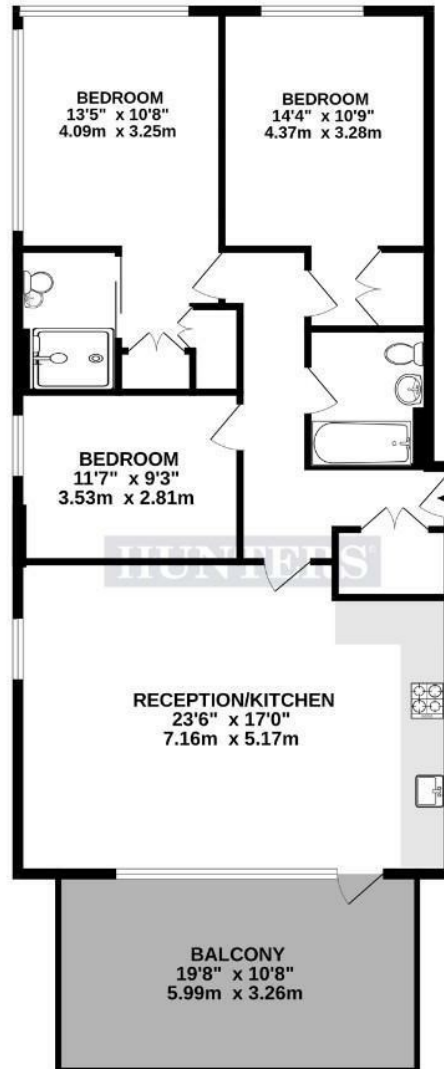 BEDROOM
13'5" x 10'8"
4.09m x 3.25m
BEDROOM
14'4" x 10'9"
4.37m x 3.28m
BEDROOM
11'7" x 9'3"
3.53m x 2.81m
HUNTERS
RECEPTION/KITCHEN
23'6" x 17'0"
7.16m x 5.17m
BALCONY
19'8" x 10'8"
5.99m x 3.26m